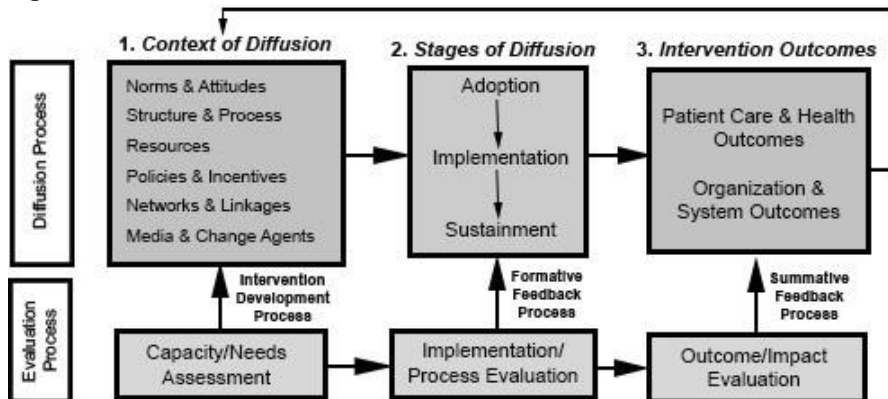 1. Context of Diffusion
2. Stages of Diffusion
3. Intervention Outcomes
Diffusion Process
Norms & Attitudes
Structure & Process
Resources
Policies & Incentives
Networks & Linkages
Media & Change Agents
Adoption
Implementation
Sustainment
Patient Care & Health
Outcomes
Organization &
System Outcomes
Intervention
Development
Process
Formative
Feedback
Process
Summative
Feedback
Process
Evaluation
Process
Capacity/Needs
Assessment
Implementation/
Process Evaluation
Outcome/Impact
Evaluation